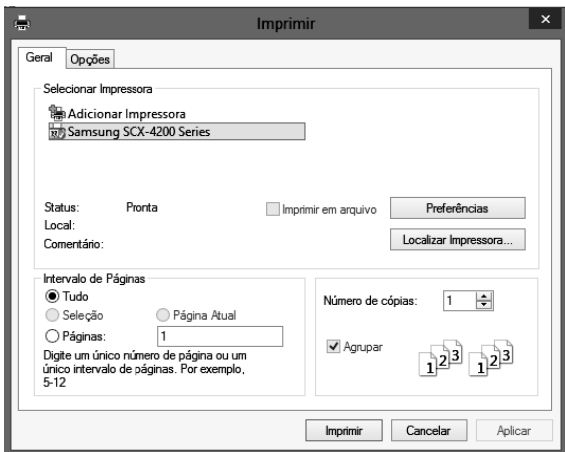 Imprimir
Geral
Opções
Selecionar Impressora
Adicionar Impressora
Samsung SCX-4200 Series
Status: Pronta
Imprimir em arquivo
Preferências
Local:
Comentário:
Localizar Impressora...
Intervalo de Páginas
Tudo
Seleção
Página Atual
Páginas: 1
Digite um único número de página ou um
único intervalo de páginas. Por exemplo,
5-12
Número de cópias: 1
Agrupar
1 2 3 1 2 3
Imprimir
Cancelar
Aplicar